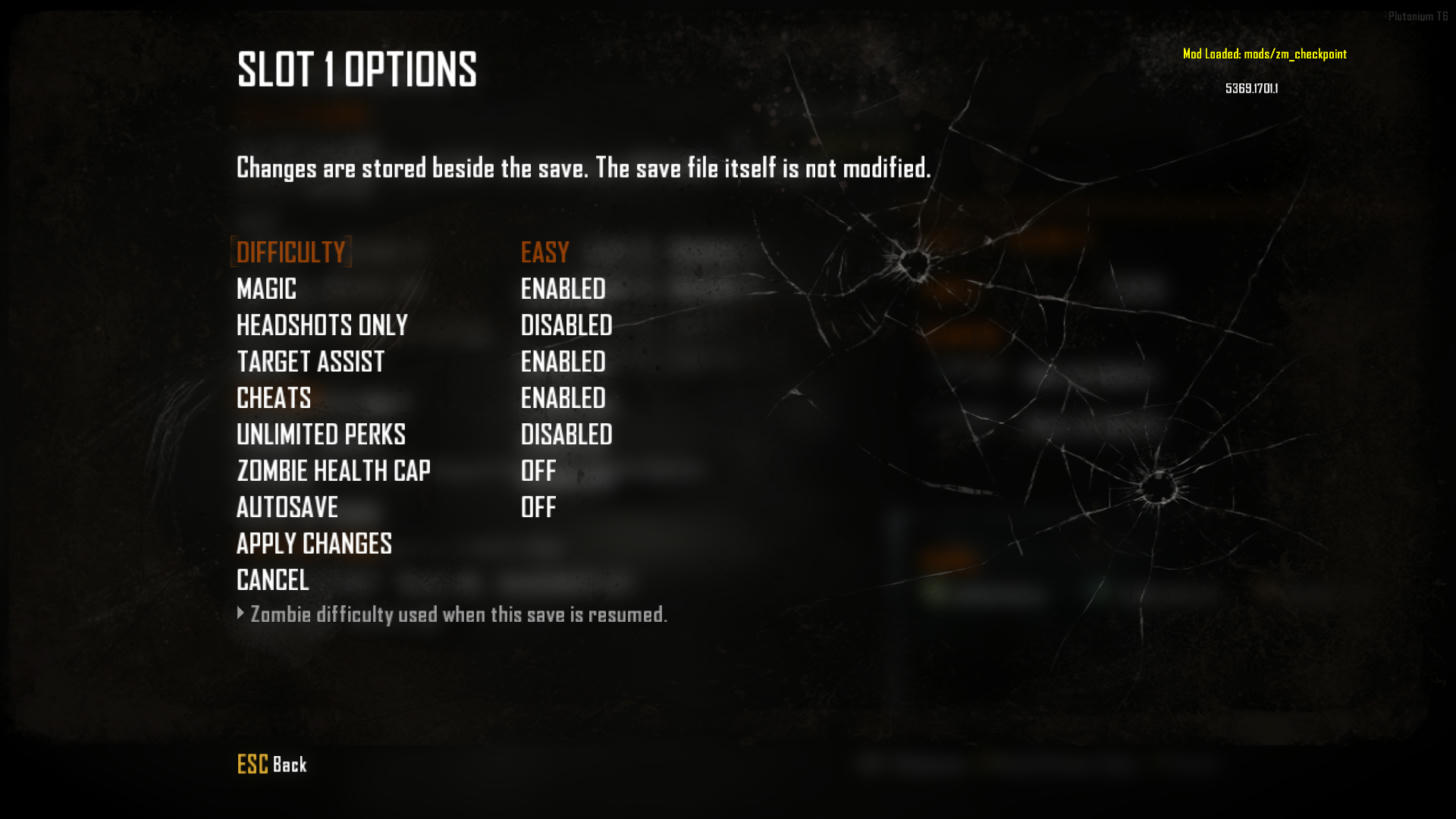 Plutonium T6
SLOT 1 OPTIONS
Mod Loaded: mods/zm_checkpoint
5369.1701.1
Changes are stored beside the save. The save file itself is not modified.
DIFFICULTY EASY
MAGIC ENABLED
HEADSHOTS ONLY DISABLED
TARGET ASSIST ENABLED
CHEATS ENABLED
UNLIMITED PERKS DISABLED
ZOMBIE HEALTH CAP OFF
AUTOSAVE OFF
APPLY CHANGES
CANCEL
Zombie difficulty used when this save is resumed.
ESC Back